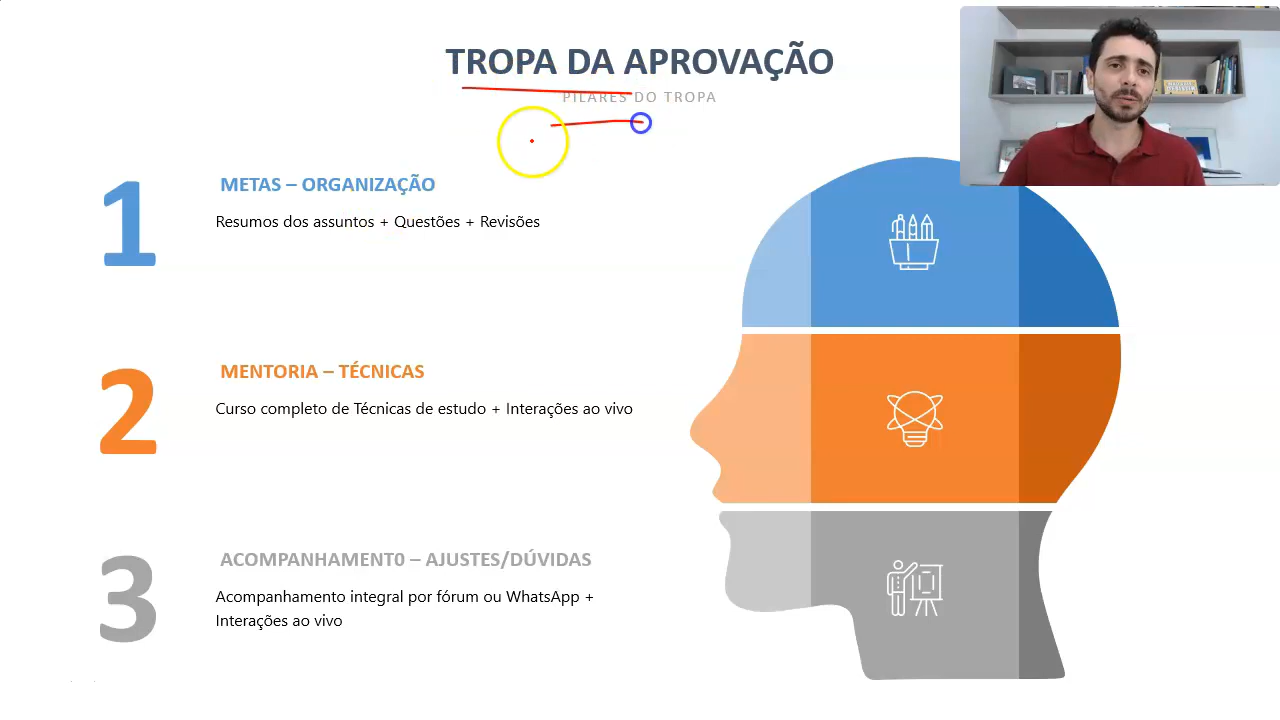 TROPA DA APROVAÇÃO
PILARES DO TROPA
1
METAS – ORGANIZAÇÃO
Resumos dos assuntos + Questões + Revisões
2
MENTORIA – TÉCNICAS
Curso completo de Técnicas de estudo + Interações ao vivo
3
ACOMPANHAMENT0 – AJUSTES/DÚVIDAS
Acompanhamento integral por fórum ou WhatsApp +
Interações ao vivo